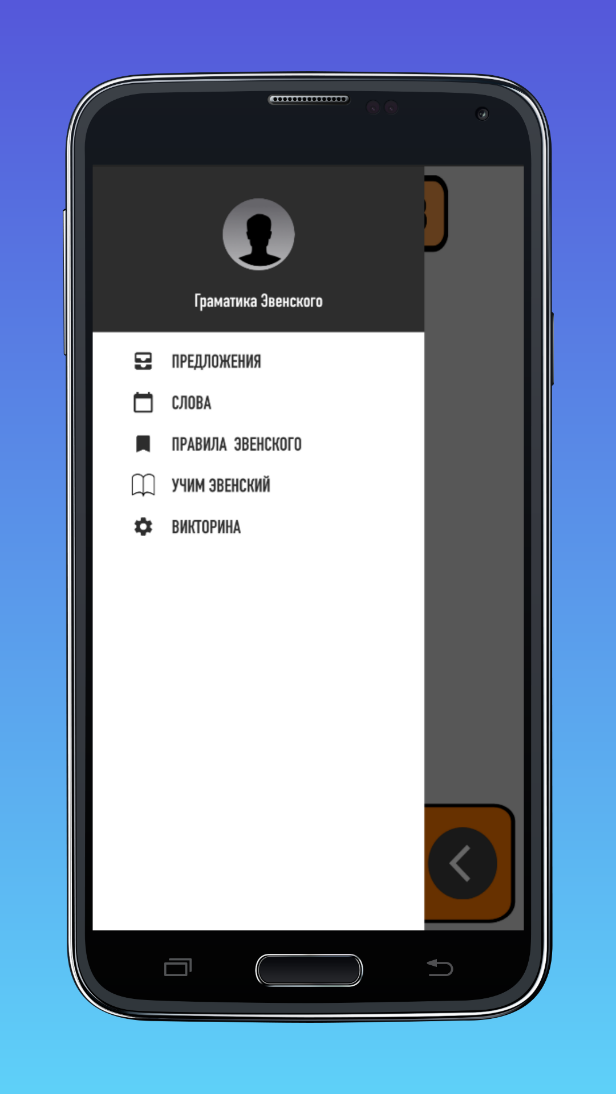 Граматика Эвенского
ПРЕДЛОЖЕНИЯ
СЛОВА
ПРАВИЛА ЭВЕНСКОГО
УЧИМ ЭВЕНСКИЙ
ВИКТОРИНА